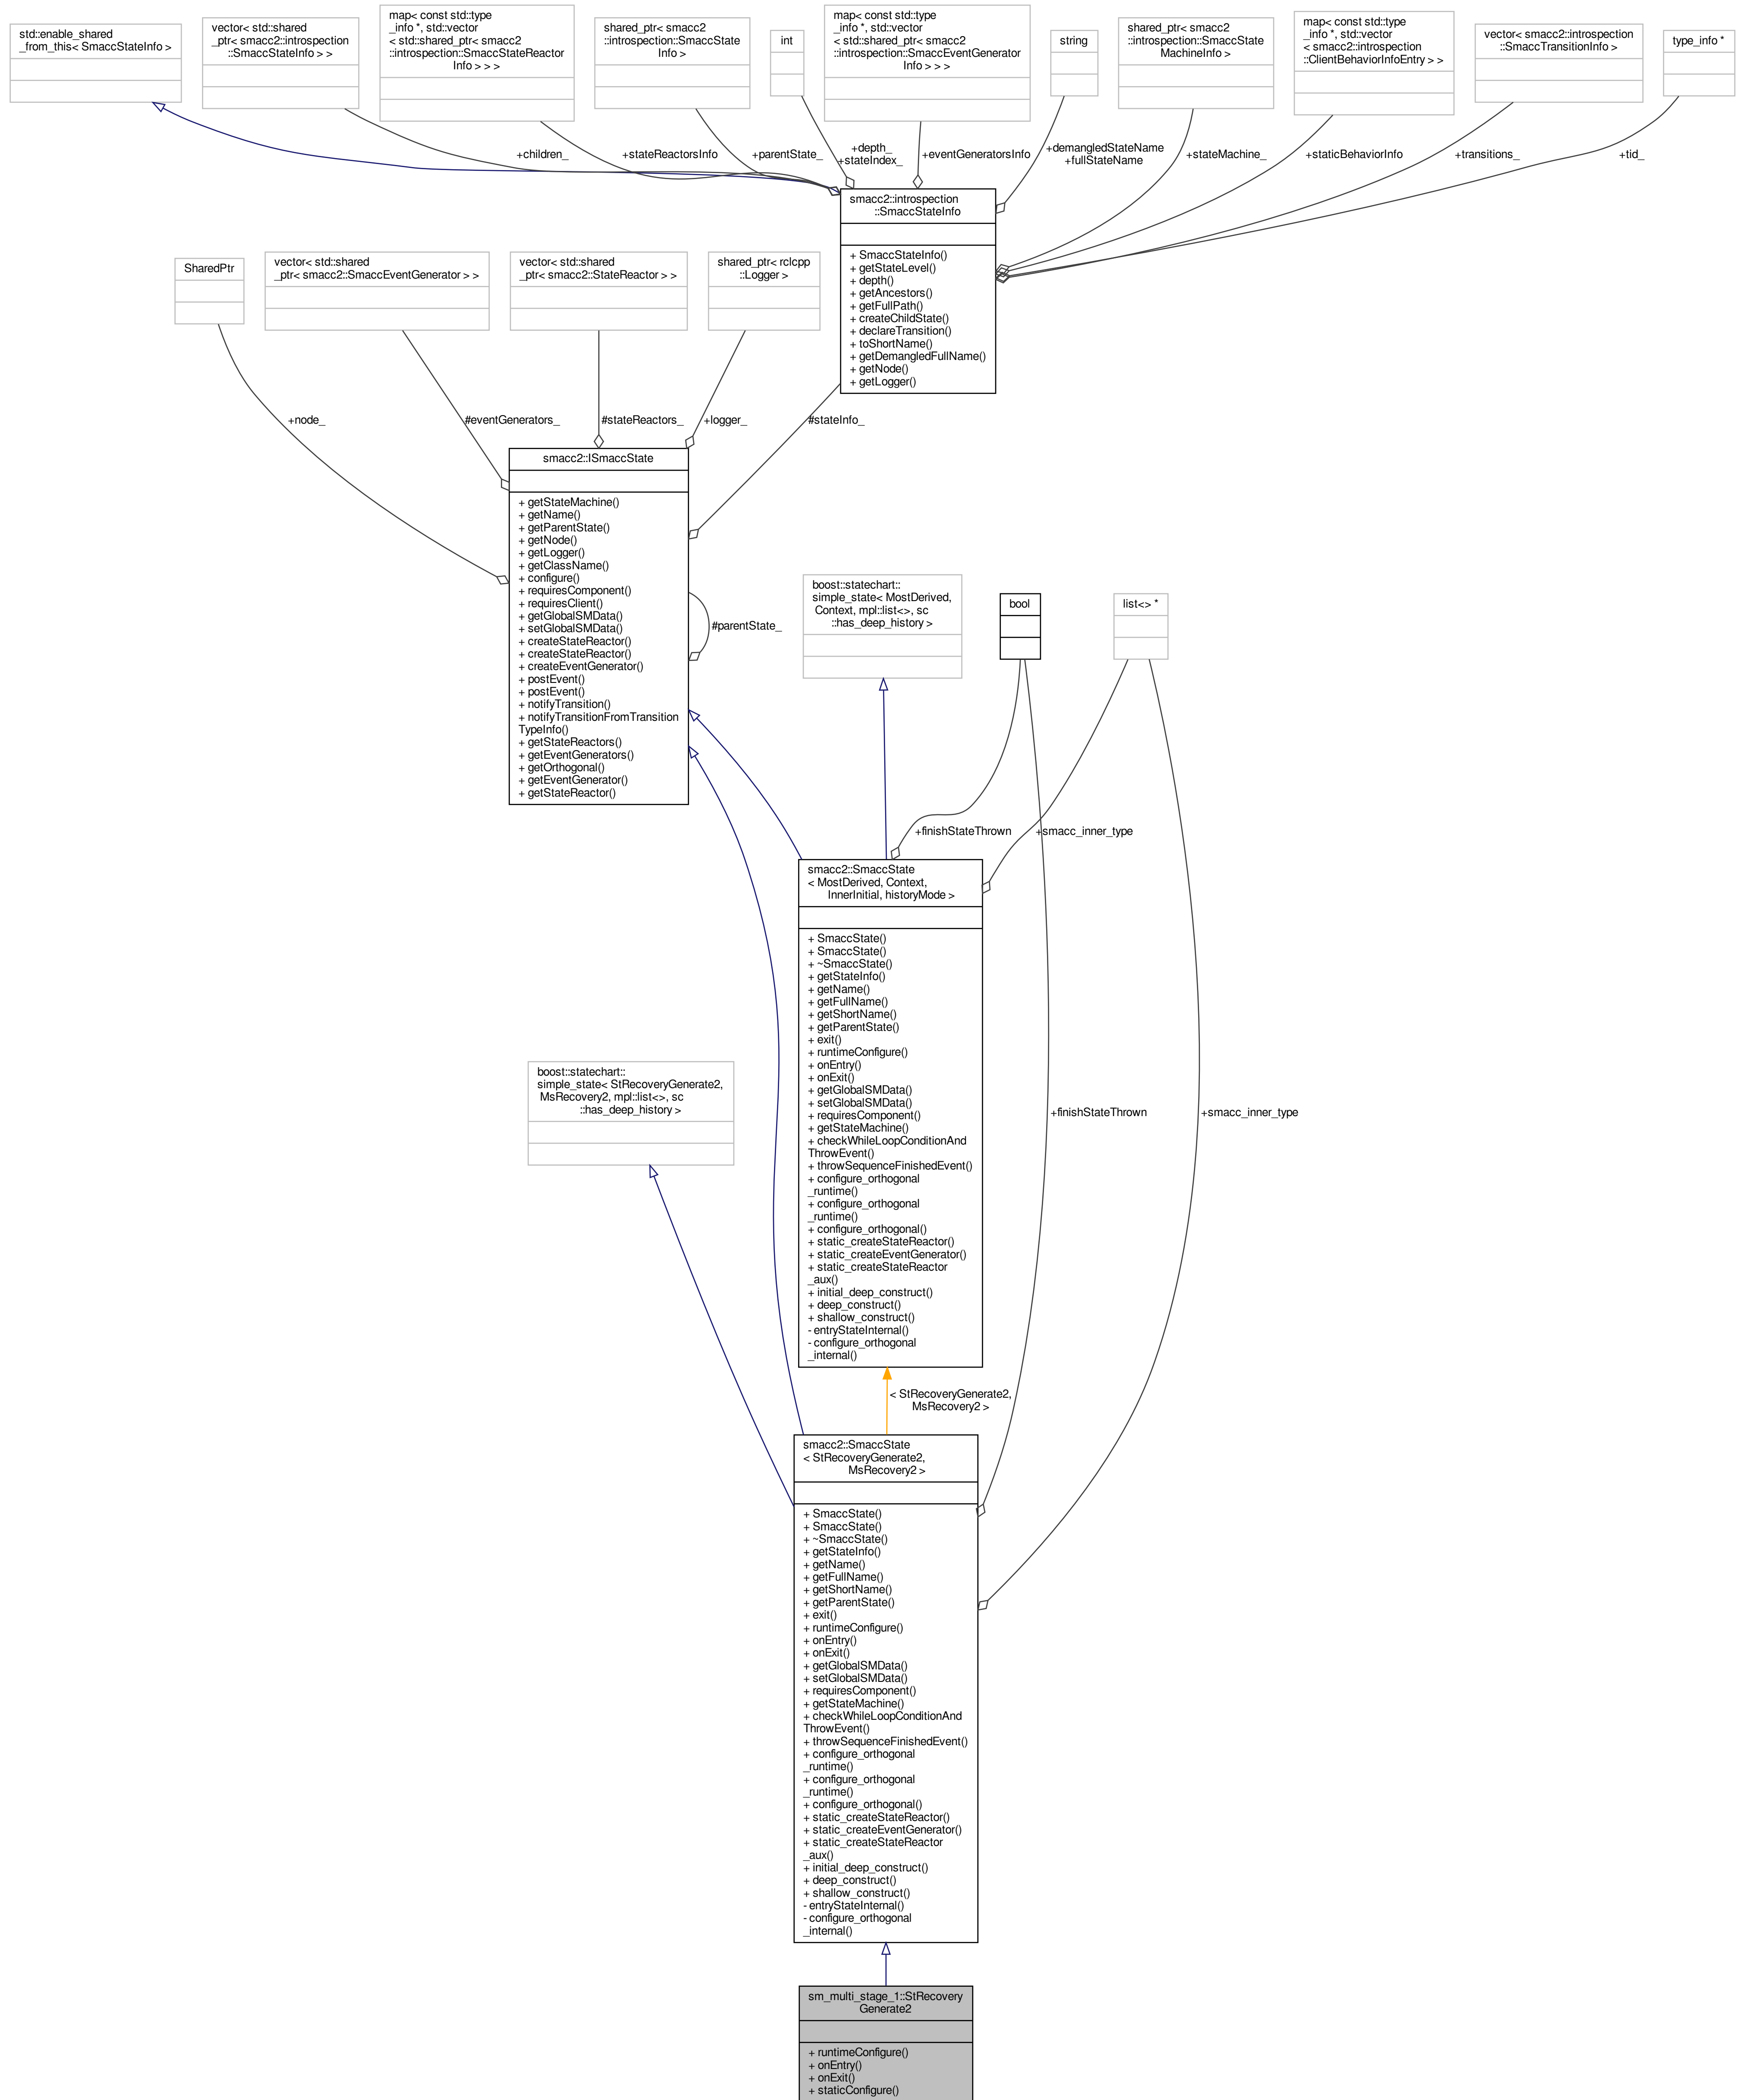 std::enable_shared
_from_this< SmaccStateInfo >
vector< std::shared
_ptr< smacc2::introspection
::SmaccStateInfo > >
map< const std::type
_info *, std::vector
< std::shared_ptr< smacc2
::introspection::SmaccStateReactor
Info > > >
shared_ptr< smacc2
::introspection::SmaccState
Info >
int
map< const std::type
_info *, std::vector
< std::shared_ptr< smacc2
::introspection::SmaccEventGenerator
Info > > >
string
shared_ptr< smacc2
::introspection::SmaccState
MachineInfo >
map< const std::type
_info *, std::vector
< smacc2::introspection
::ClientBehaviorInfoEntry > >
vector< smacc2::introspection
::SmaccTransitionInfo >
type_info *
+children_
+stateReactorsInfo
+parentState_
+depth_
+stateIndex_
+eventGeneratorsInfo
+demangledStateName
+fullStateName
+stateMachine_
+staticBehaviorInfo
+transitions_
+tid_
smacc2::introspection
::SmaccStateInfo
+ SmaccStateInfo()
+ getStateLevel()
+ depth()
+ getAncestors()
+ getFullPath()
+ createChildState()
+ declareTransition()
+ toShortName()
+ getDemangledFullName()
+ getNode()
+ getLogger()
SharedPtr
vector< std::shared
_ptr< smacc2::SmaccEventGenerator > >
vector< std::shared
_ptr< smacc2::StateReactor > >
shared_ptr< rclcpp
::Logger >
+node_
#eventGenerators_
#stateReactors_
+logger_
#stateInfo_
smacc2::ISmaccState
+ getStateMachine()
+ getName()
+ getParentState()
+ getNode()
+ getLogger()
+ getClassName()
+ configure()
+ requiresComponent()
+ requiresClient()
+ getGlobalSMData()
+ setGlobalSMData()
+ createStateReactor()
+ createStateReactor()
+ createEventGenerator()
+ postEvent()
+ postEvent()
+ notifyTransition()
+ notifyTransitionFromTransition
TypeInfo()
+ getStateReactors()
+ getEventGenerators()
+ getOrthogonal()
+ getEventGenerator()
+ getStateReactor()
#parentState_
boost::statechart::
simple_state< MostDerived,
Context, mpl::list<>, sc
::has_deep_history >
bool
list<> *
+finishStateThrown
+smacc_inner_type
smacc2::SmaccState
< MostDerived, Context,
InnerInitial, historyMode >
+ SmaccState()
+ SmaccState()
+ ~SmaccState()
+ getStateInfo()
+ getName()
+ getFullName()
+ getShortName()
+ getParentState()
+ exit()
+ runtimeConfigure()
+ onEntry()
+ onExit()
+ getGlobalSMData()
+ setGlobalSMData()
+ requiresComponent()
+ getStateMachine()
+ checkWhileLoopConditionAnd
ThrowEvent()
+ throwSequenceFinishedEvent()
+ configure_orthogonal
_runtime()
+ configure_orthogonal
_runtime()
+ configure_orthogonal()
+ static_createStateReactor()
+ static_createEventGenerator()
+ static_createStateReactor
_aux()
+ initial_deep_construct()
+ deep_construct()
+ shallow_construct()
- entryStateInternal()
- configure_orthogonal
_internal()
boost::statechart::
simple_state< StRecoveryGenerate2,
MsRecovery2, mpl::list<>, sc
::has_deep_history >
+finishStateThrown
+smacc_inner_type
< StRecoveryGenerate2,
MsRecovery2 >
smacc2::SmaccState
< StRecoveryGenerate2,
MsRecovery2 >
+ SmaccState()
+ SmaccState()
+ ~SmaccState()
+ getStateInfo()
+ getName()
+ getFullName()
+ getShortName()
+ getParentState()
+ exit()
+ runtimeConfigure()
+ onEntry()
+ onExit()
+ getGlobalSMData()
+ setGlobalSMData()
+ requiresComponent()
+ getStateMachine()
+ checkWhileLoopConditionAnd
ThrowEvent()
+ throwSequenceFinishedEvent()
+ configure_orthogonal
_runtime()
+ configure_orthogonal
_runtime()
+ configure_orthogonal()
+ static_createStateReactor()
+ static_createEventGenerator()
+ static_createStateReactor
_aux()
+ initial_deep_construct()
+ deep_construct()
+ shallow_construct()
- entryStateInternal()
- configure_orthogonal
_internal()
sm_multi_stage_1::StRecovery
Generate2
+ runtimeConfigure()
+ onEntry()
+ onExit()
+ staticConfigure()